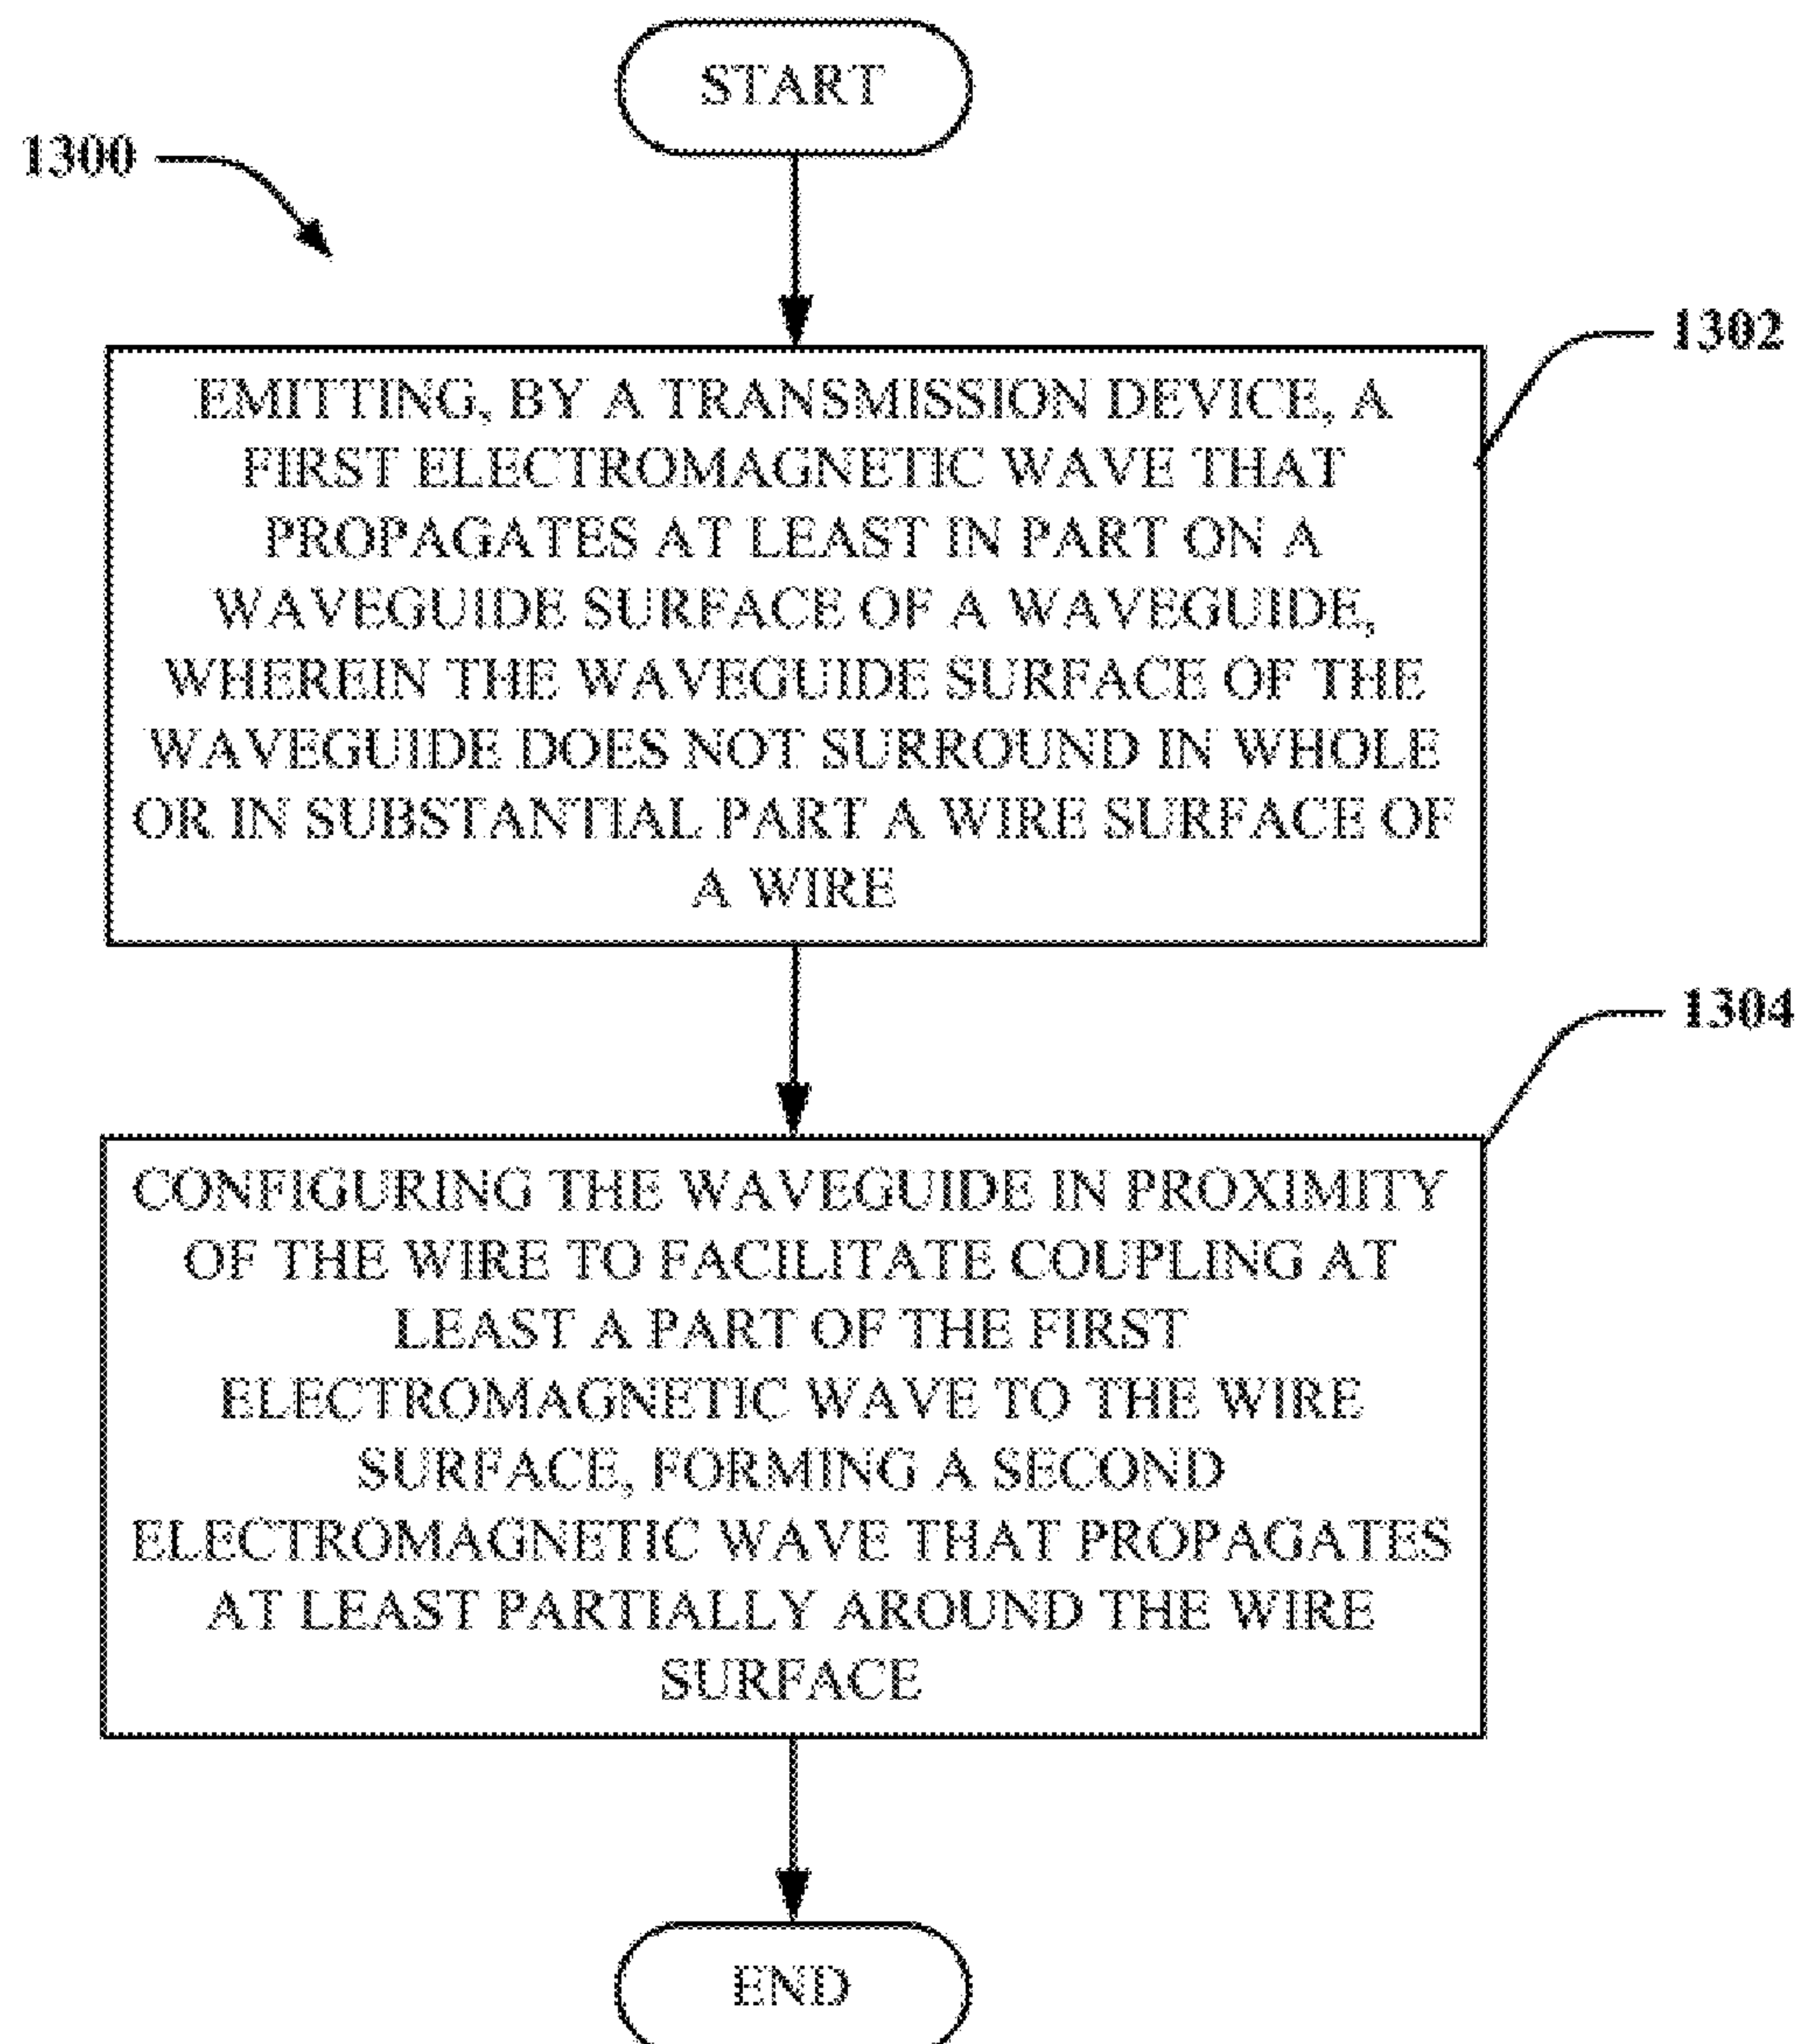 START
1300
1302
EMITTING, BY A TRANSMISSION DEVICE, A
FIRST ELECTROMAGNETIC WAVE THAT
PROPAGATES AT LEAST IN PART ON A
WAVEGUIDE SURFACE OF A WAVEGUIDE,
WHEREIN THE WAVEGUIDE SURFACE OF THE
WAVEGUIDE DOES NOT SURROUND IN WHOLE
OR IN SUBSTANTIAL PART A WIRE SURFACE OF
A WIRE
1304
CONFIGURING THE WAVEGUIDE IN PROXIMITY
OF THE WIRE TO FACILITATE COUPLING AT
LEAST A PART OF THE FIRST
ELECTROMAGNETIC WAVE TO THE WIRE
SURFACE, FORMING A SECOND
ELECTROMAGNETIC WAVE THAT PROPAGATES
AT LEAST PARTIALLY AROUND THE WIRE
SURFACE
END